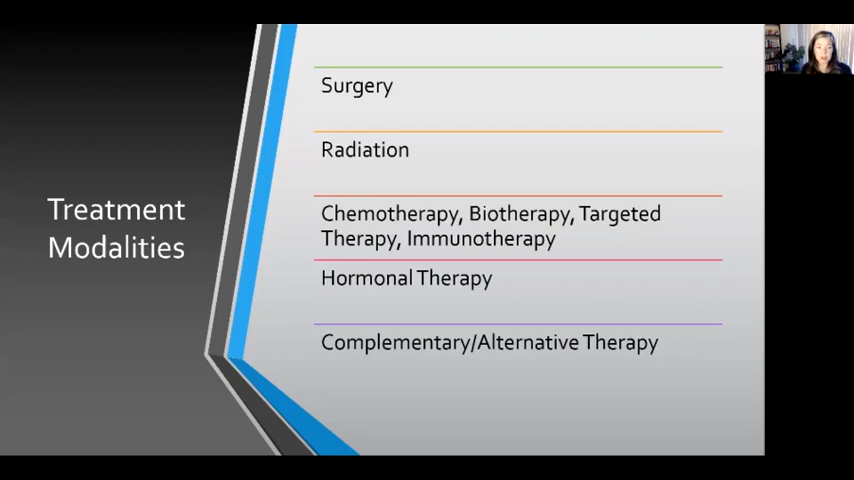 Treatment
Modalities
Surgery
Radiation
Chemotherapy, Biotherapy, Targeted
Therapy, Immunotherapy
Hormonal Therapy
Complementary/Alternative Therapy